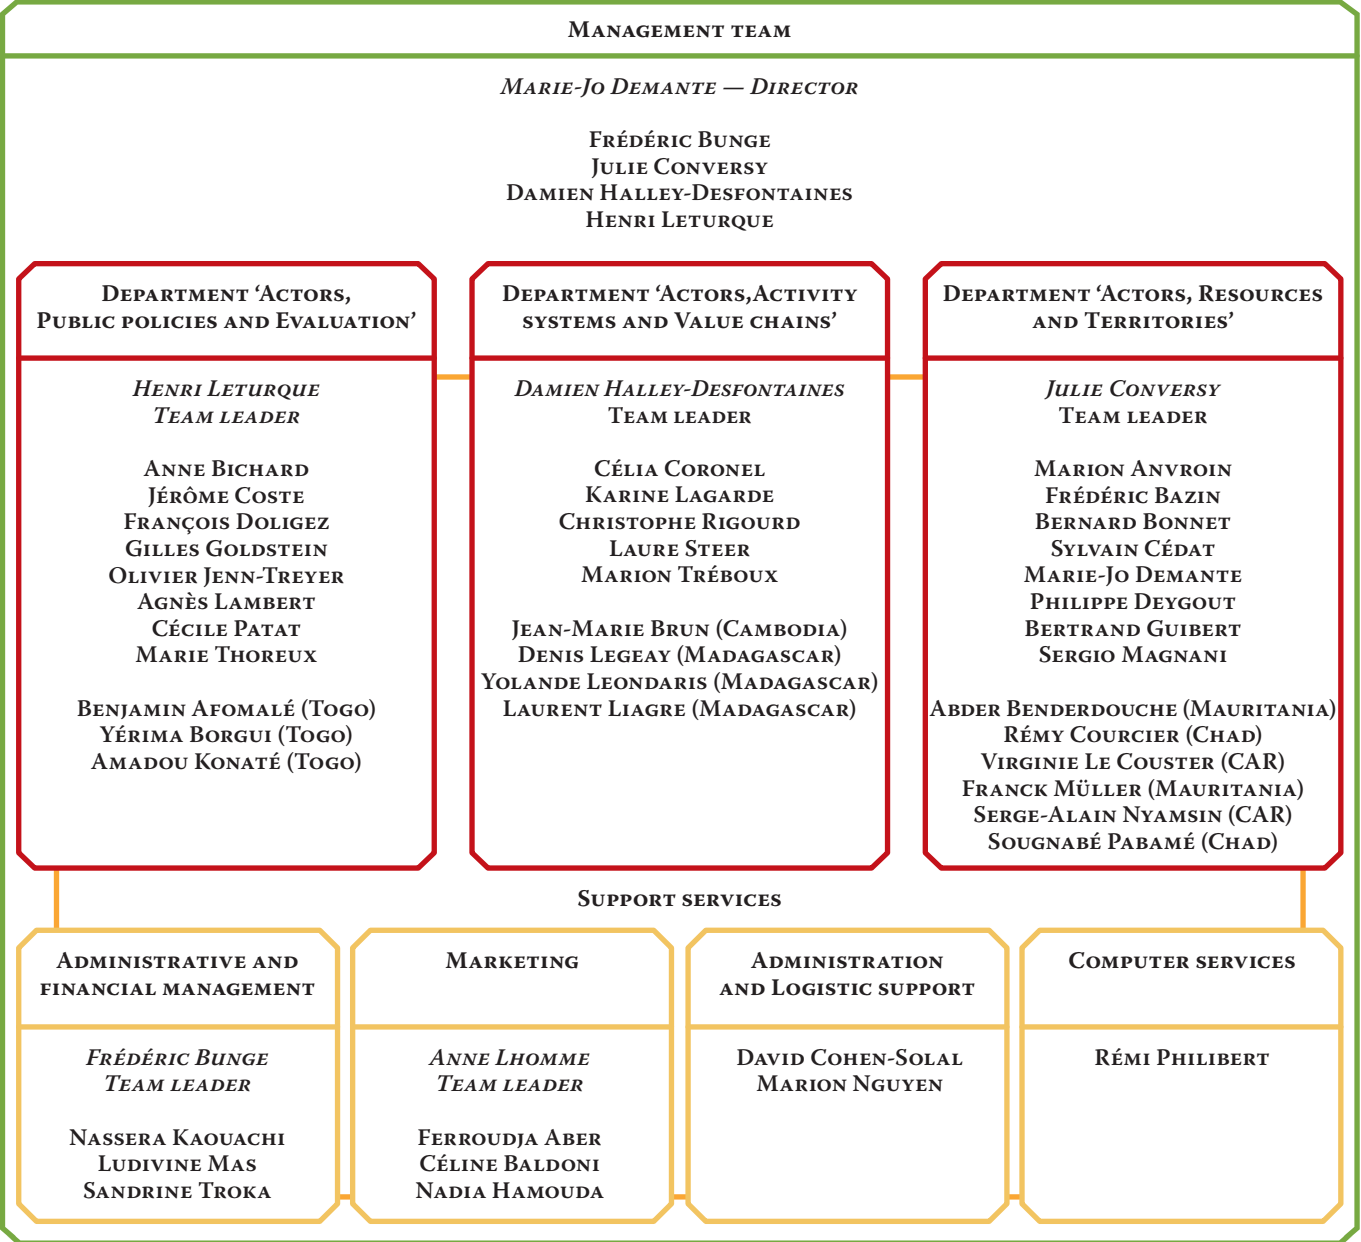 Management team
Marie-Jo Demante — Director
Frédéric Bunge
Julie Conversy
Damien Halley-Desfontaines
Henri Leturque
Department ‘Actors,
Public policies and Evaluation’
Henri Leturque
Team leader
Anne Bichard
Jérôme Coste
François Doligez
Gilles Goldstein
Olivier Jenn-Treyer
Agnès Lambert
Cécile Patat
Marie Thoreux
Benjamin Afomalé (Togo)
Yérima Borgui (Togo)
Amadou Konaté (Togo)
Department ‘Actors,Activity
systems and Value chains’
Damien Halley-Desfontaines
Team leader
Célia Coronel
Karine Lagarde
Christophe Rigourd
Laure Steer
Marion Tréboux
Jean-Marie Brun (Cambodia)
Denis Legeay (Madagascar)
Yolande Leondaris (Madagascar)
Laurent Liagre (Madagascar)
Department ‘Actors, Resources
and Territories’
Julie Conversy
Team leader
Marion Anvroin
Frédéric Bazin
Bernard Bonnet
Sylvain Cédat
Marie-Jo Demante
Philippe Deygout
Bertrand Guibert
Sergio Magnani
Abder Benderdouche (Mauritania)
Rémy Courcier (Chad)
Virginie Le Couster (CAR)
Franck Müller (Mauritania)
Serge-Alain Nyamsin (CAR)
Sougnabé Pabamé (Chad)
Support services
Administrative and
financial management
Frédéric Bunge
Team leader
Nassera Kaouachi
Ludivine Mas
Sandrine Troka
Marketing
Anne Lhomme
Team leader
Ferroudja Aber
Céline Baldoni
Nadia Hamouda
Administration
and Logistic support
David Cohen-Solal
Marion Nguyen
Computer services
Rémi Philibert